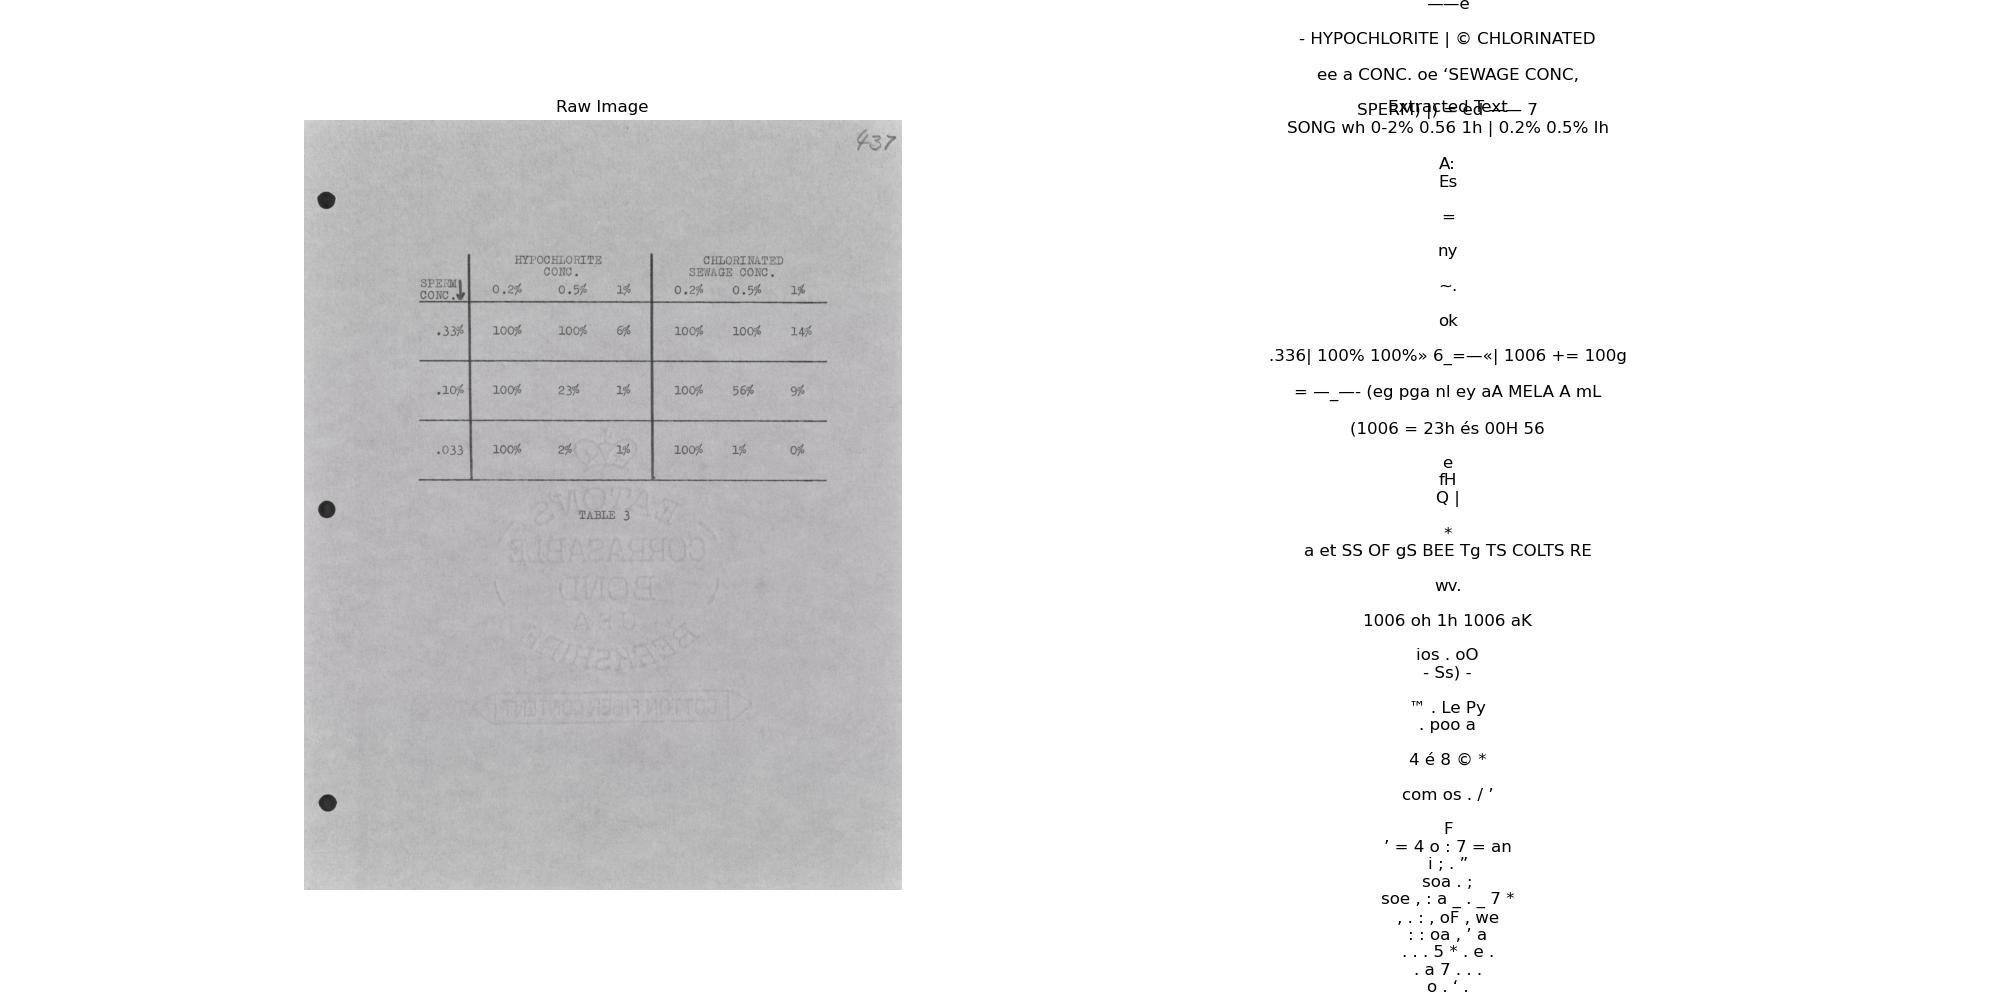 Raw Image
437
HYPOCHLORITE CHLORINATED
CONC. SEWAGE CONC.
SPERM
CONC. 0.2% 0.5% 1% 0.2% 0.5% 1%
.33% 100% 100% 6% 100% 100% 14%
.10% 100% 23% 1% 100% 56% 9%
.033 100% 2% 1% 100% 1% 0%
EATON'S
TABLE 3
CORRASABLE
BOND
BERKSHIRE
COTTON FIBER CONTENT
——e
- HYPOCHLORITE | © CHLORINATED
ee a CONC. oe ‘SEWAGE CONC,
Extracted Text
SONG wh 0-2% 0.56 1h | 0.2% 0.5% lh
A:
Es
=
ny
~.
ok
.336| 100% 100%» 6_=—«| 1006 += 100g
= —_—- (eg pga nl ey aA MELA A mL
(1006 = 23h és 00H 56
e
fH
Q |
*
a et SS OF gS BEE Tg TS COLTS RE
wv.
1006 oh 1h 1006 aK
ios . oO
- Ss) -
™ . Le Py
. poo a
4 é 8 © *
com os . / ’
F
’ = 4 o : 7 = an
i ; . ”
soa . ;
soe , : a _ . _ 7 *
, . : , oF , we
: : oa , ’ a
. . . 5 * . e .
. a 7 . . .
o . ‘ .